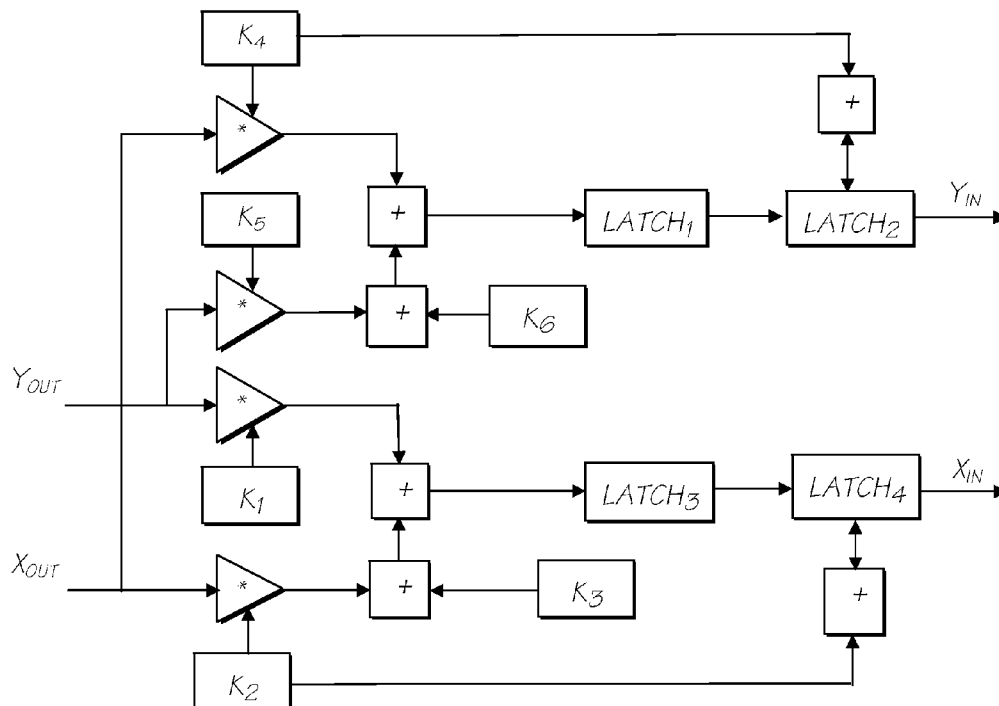 K4
+
*
K5
+
LATCH1
LATCH2
YIN
*
+
K6
YOUT
*
K1
+
LATCH3
LATCH4
XIN
XOUT
*
+
K3
+
K2